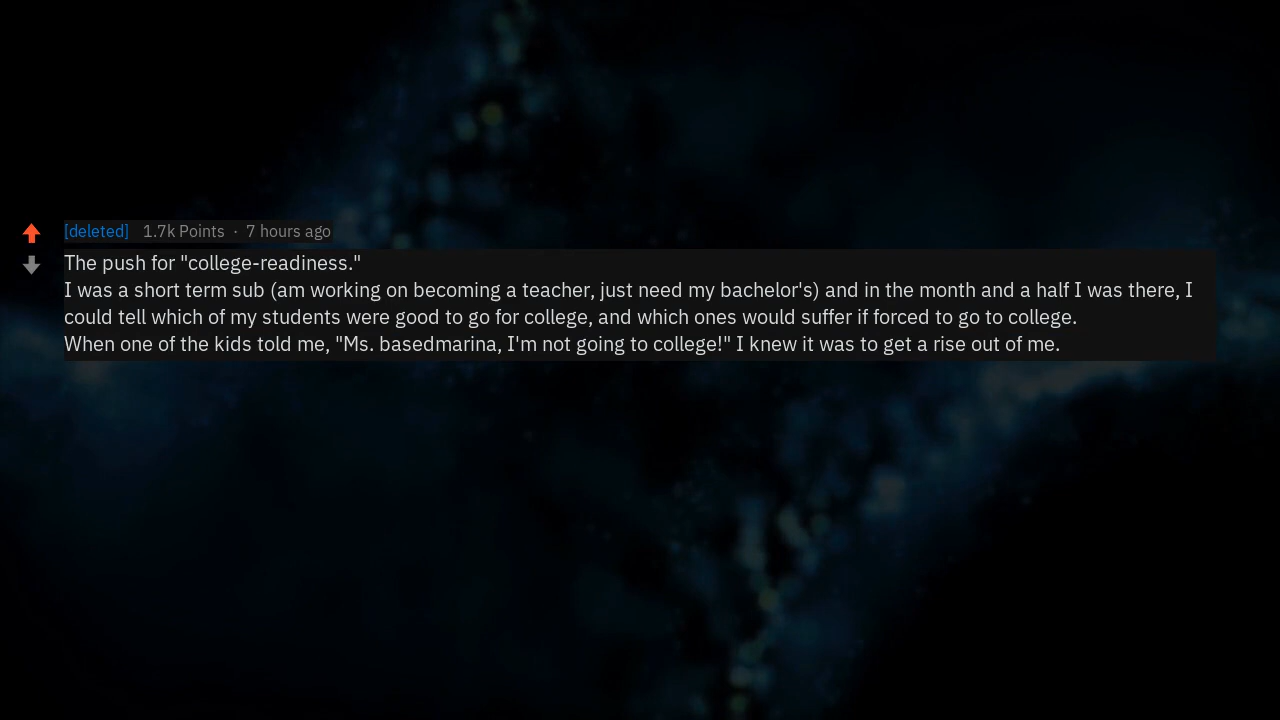 [deleted] 1.7k Points · 7 hours ago
The push for "college-readiness."
I was a short term sub (am working on becoming a teacher, just need my bachelor's) and in the month and a half I was there, I
could tell which of my students were good to go for college, and which ones would suffer if forced to go to college.
When one of the kids told me, "Ms. basedmarina, I'm not going to college!" I knew it was to get a rise out of me.